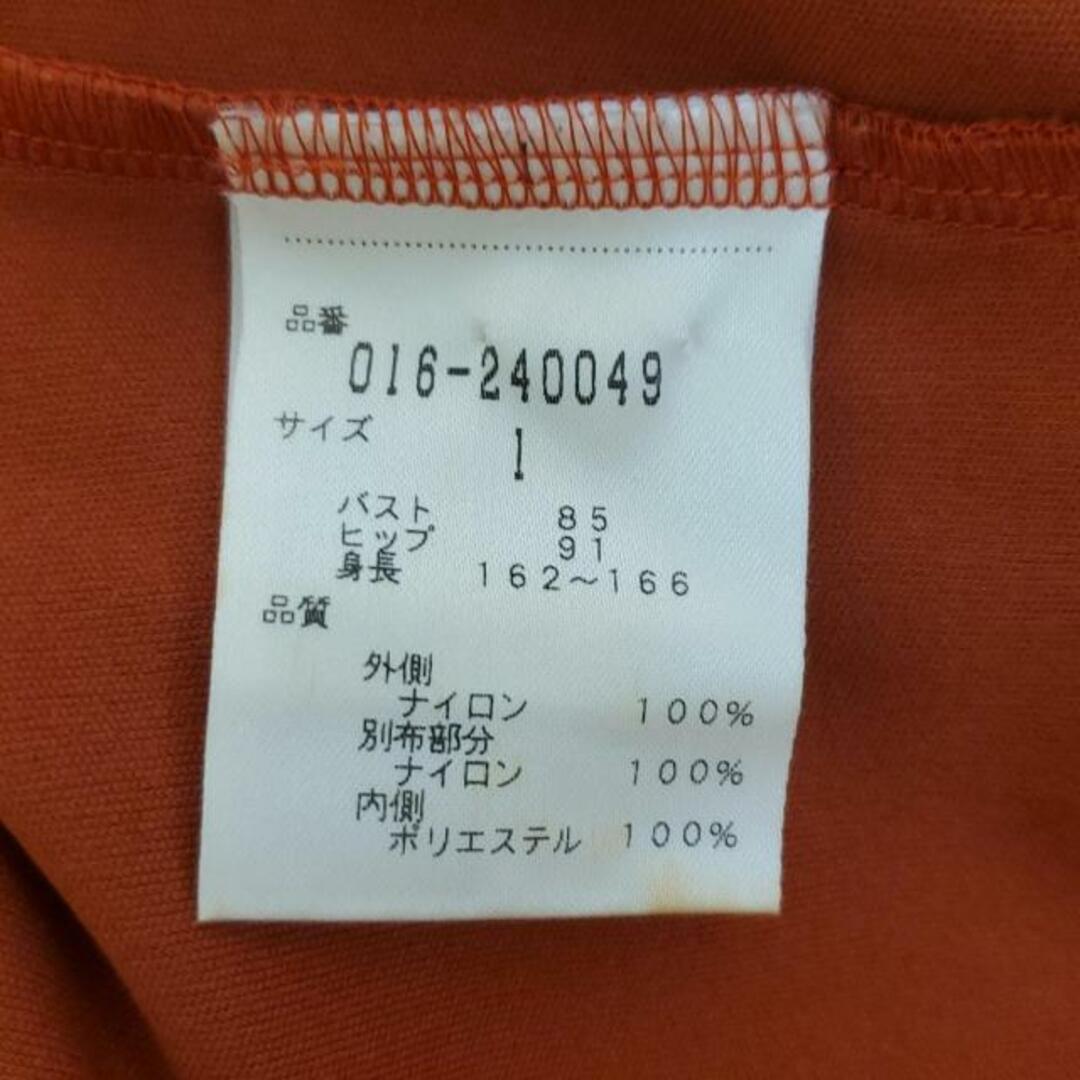 品番
016-240049
サイズ
1
バスト 85
ヒップ 91
身長 162～166
品質
外側
ナイロン 100%
別布部分
ナイロン 100%
内側
ポリエステル 100%